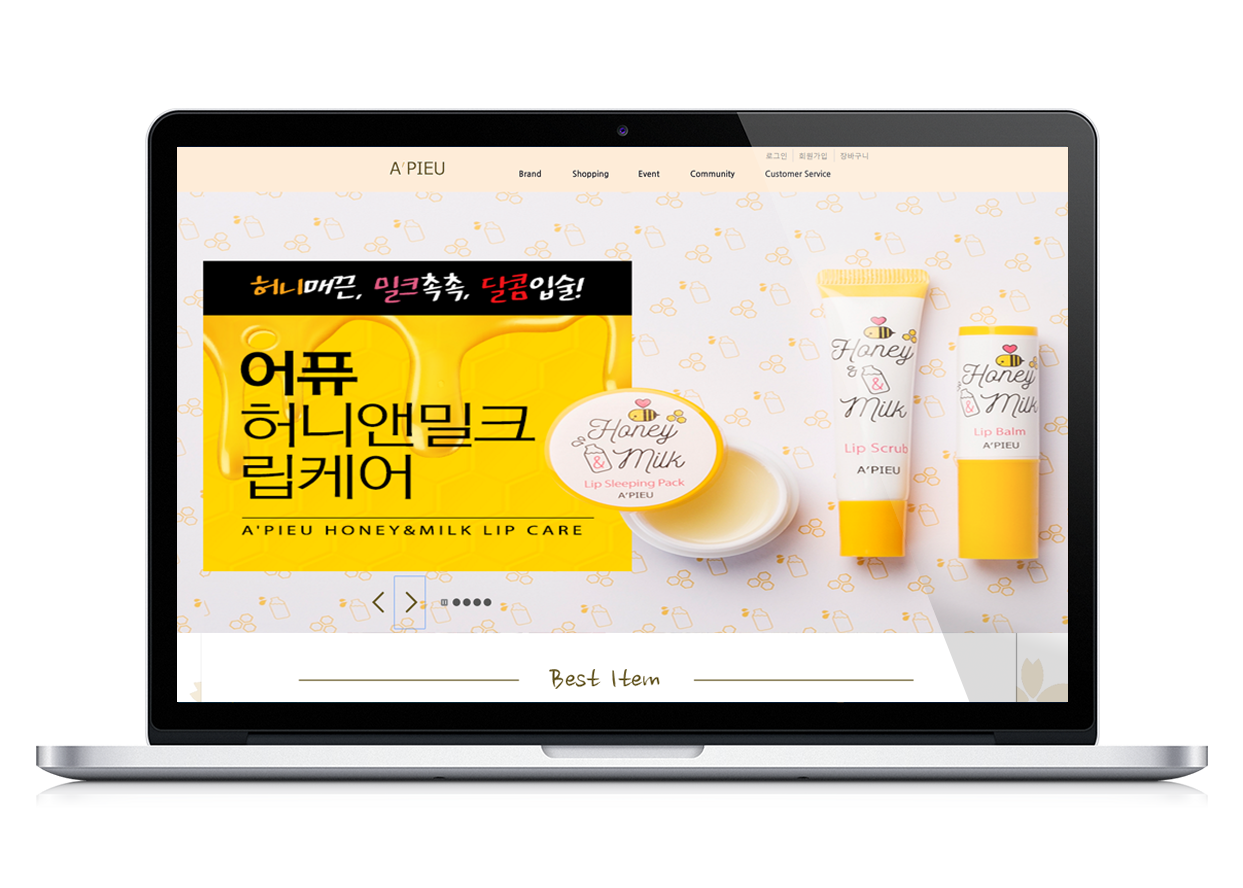 로그인 회원가입 장바구니
A'PIEU
Brand Shopping Event Community Customer Service
허니매끈, 밀크촉촉, 달콤입술!
어퓨
허니앤밀크
립케어
A'PIEU HONEY&MILK LIP CARE
Honey
& Milk
Lip Sleeping Pack
A'PIEU
Honey
&
&
Milk
Lip Scrub
A'PIEU
Honey
& Milk
Lip Balm
A'PIEU
Best Item